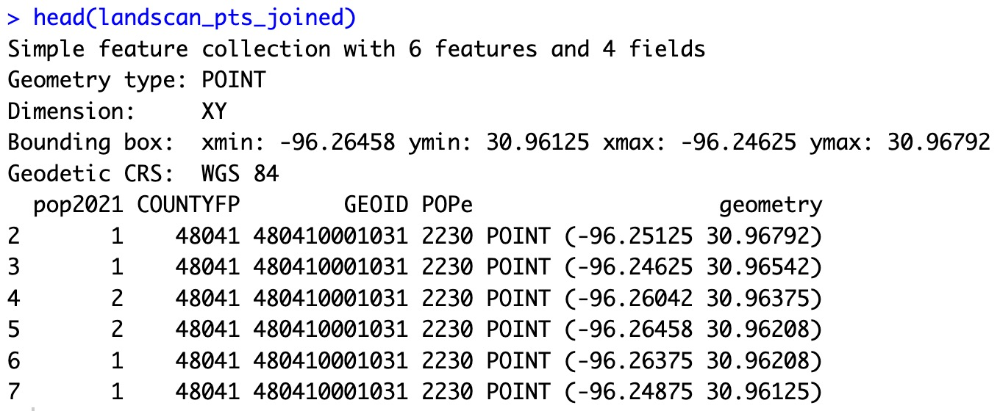 > head(landscan_pts_joined)
Simple feature collection with 6 features and 4 fields
Geometry type: POINT
Dimension:     XY
Bounding box:  xmin: -96.26458 ymin: 30.96125 xmax: -96.24625 ymax: 30.96792
Geodetic CRS:  WGS 84
  pop2021 COUNTYFP        GEOID POPe                   geometry
2       1    48041 480410001031 2230 POINT (-96.25125 30.96792)
3       1    48041 480410001031 2230 POINT (-96.24625 30.96542)
4       2    48041 480410001031 2230 POINT (-96.26042 30.96375)
5       2    48041 480410001031 2230 POINT (-96.26458 30.96208)
6       1    48041 480410001031 2230 POINT (-96.26375 30.96208)
7       1    48041 480410001031 2230 POINT (-96.24875 30.96125)